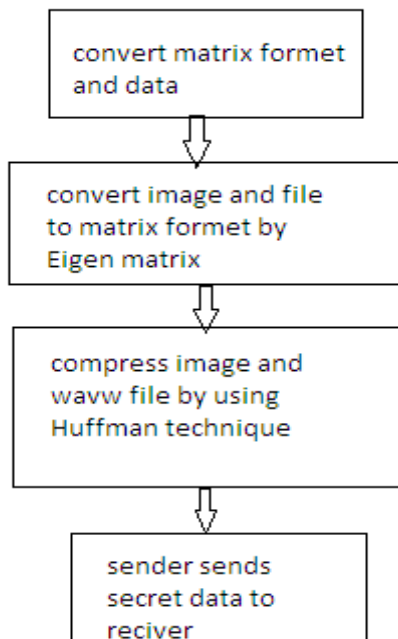 convert matrix formet
and data
convert image and file
to matrix formet by
Eigen matrix
compress image and
wavw file by using
Huffman technique
sender sends
secret data to
reciver